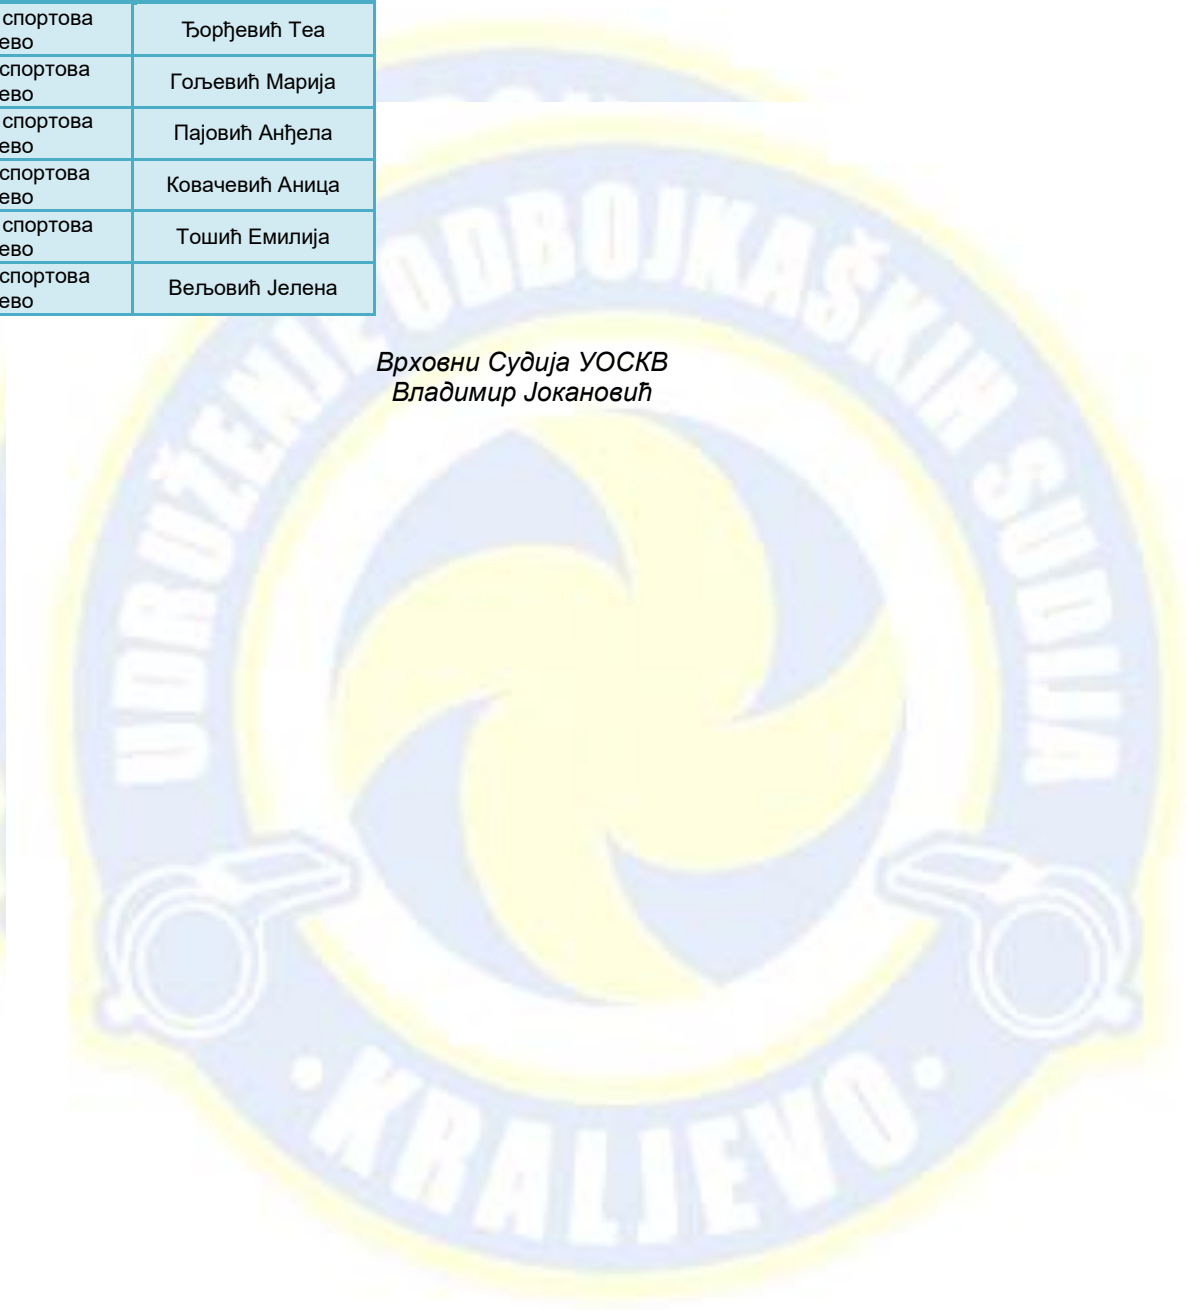 спортова
ево
Ђорђевић Теа
спортова
ево
Гољевић Марија
спортова
ево
Пајовић Анђела
спортова
ево
Ковачевић Аница
спортова
ево
Тошић Емилија
спортова
ево
Вељовић Јелена
Врховни Судија УОСКВ
Владимир Јокановић
UDRUŽENJE ODBOJKAŠKIH SUDIJA
· KRALJEVO ·